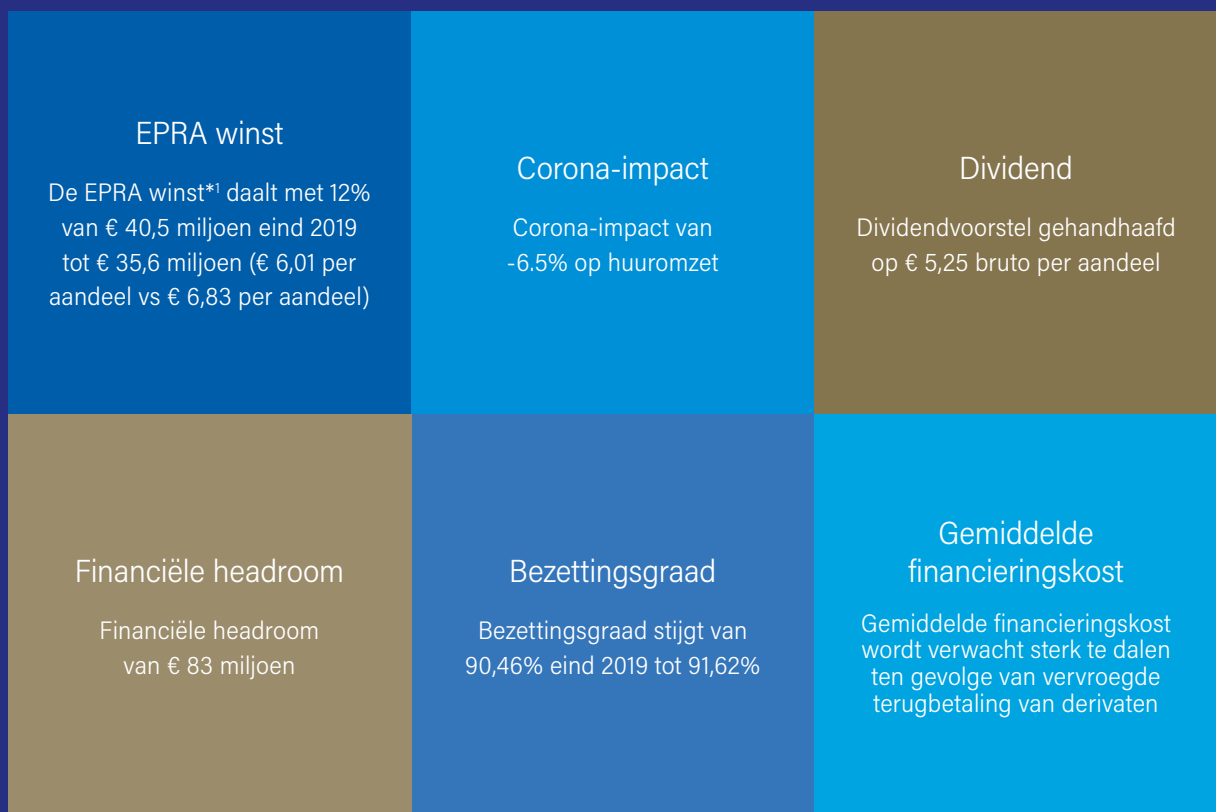 EPRA winst
De EPRA winst*¹ daalt met 12%
van € 40,5 miljoen eind 2019
tot € 35,6 miljoen (€ 6,01 per
aandeel vs € 6,83 per aandeel)
Corona-impact
Corona-impact van
-6.5% op huuromzet
Dividend
Dividendvoorstel gehandhaafd
op € 5,25 bruto per aandeel
Financiële headroom
Financiële headroom
van € 83 miljoen
Bezettingsgraad
Bezettingsgraad stijgt van
90,46% eind 2019 tot 91,62%
Gemiddelde
financieringskost
Gemiddelde financieringskost
wordt verwacht sterk te dalen
ten gevolge van vervroegde
terugbetaling van derivaten